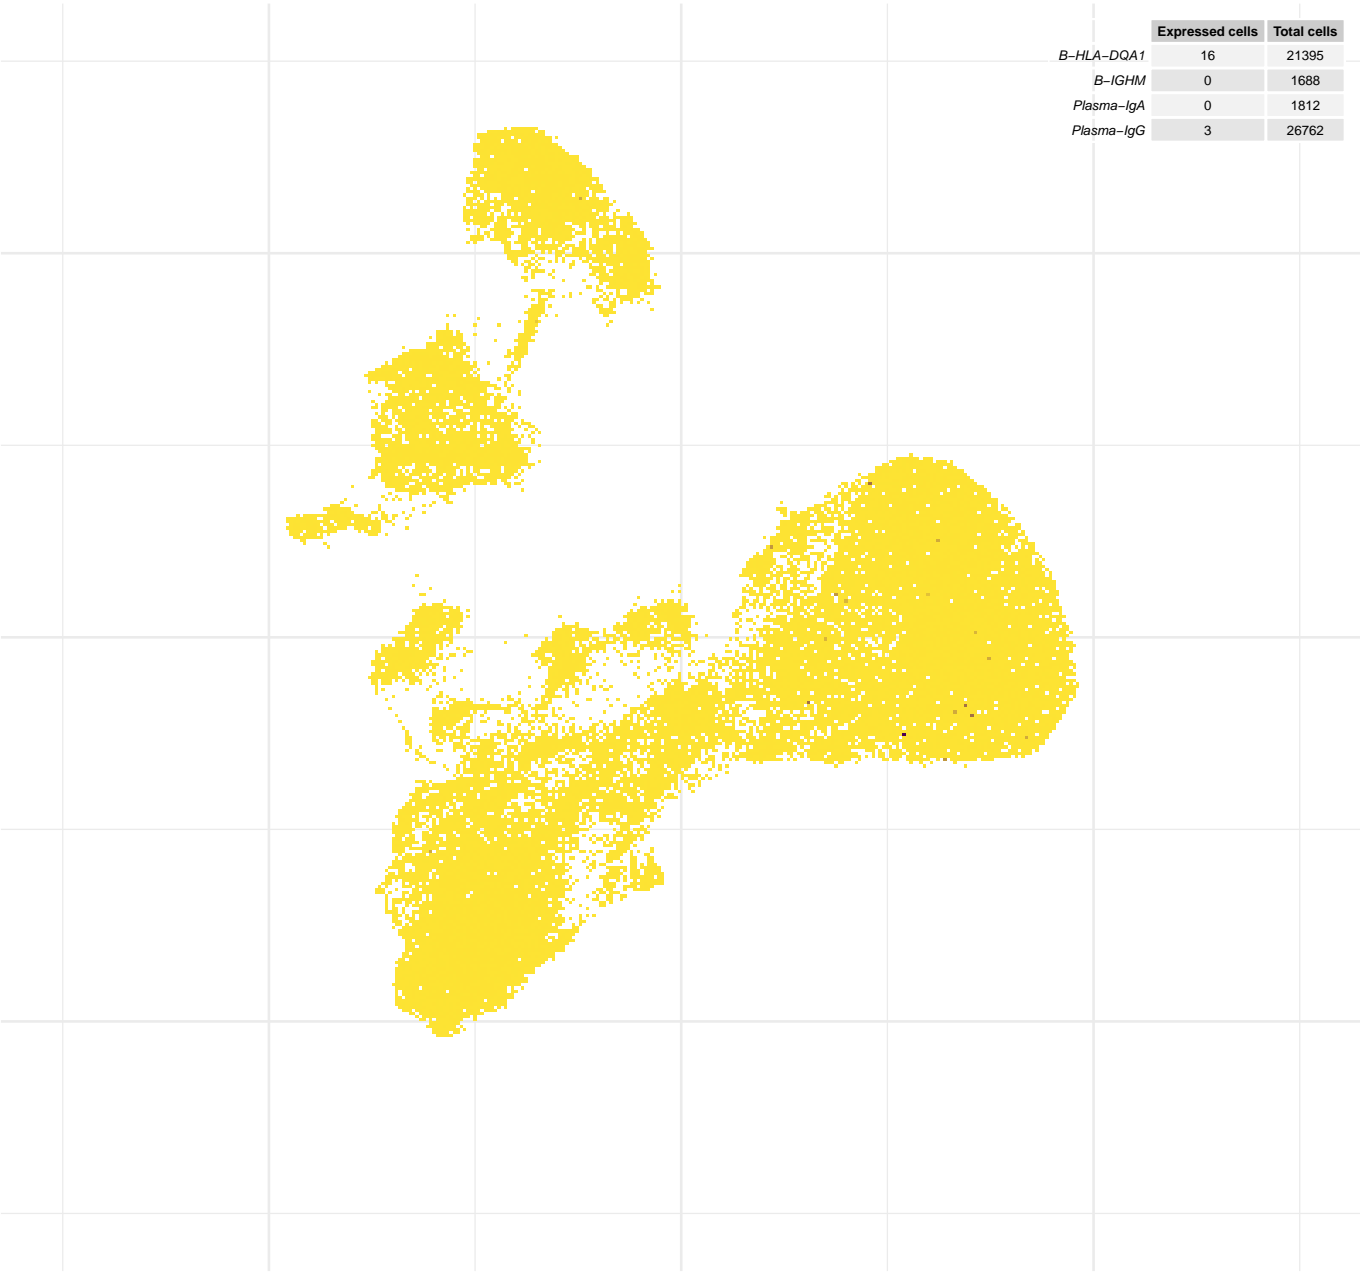 Expressed cells Total cells
B−HLA−DQA1 16 21395
B−IGHM 0 1688
Plasma−IgA 0 1812
Plasma−IgG 3 26762